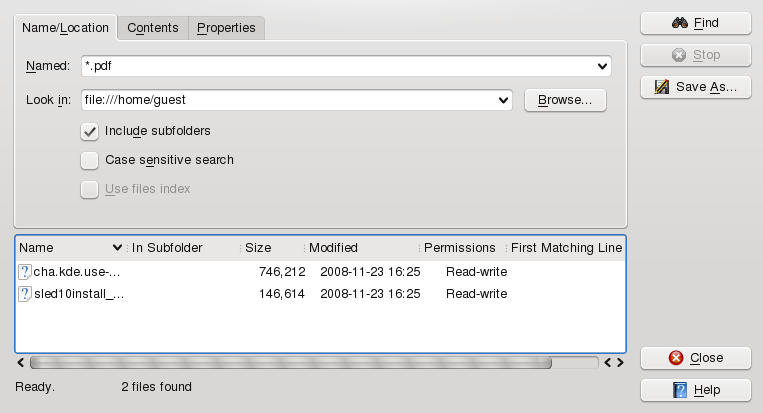 Name/Location Contents Properties
Find
Stop
Save As...
Named: *.pdf
Look in: file:///home/guest Browse...
Include subfolders
Case sensitive search
Use files index
Name In Subfolder Size Modified Permissions First Matching Line
cha.kde.use-... 746,212 2008-11-23 16:25 Read-write
sled10install_... 146,614 2008-11-23 16:25 Read-write
Ready. 2 files found
Close
Help